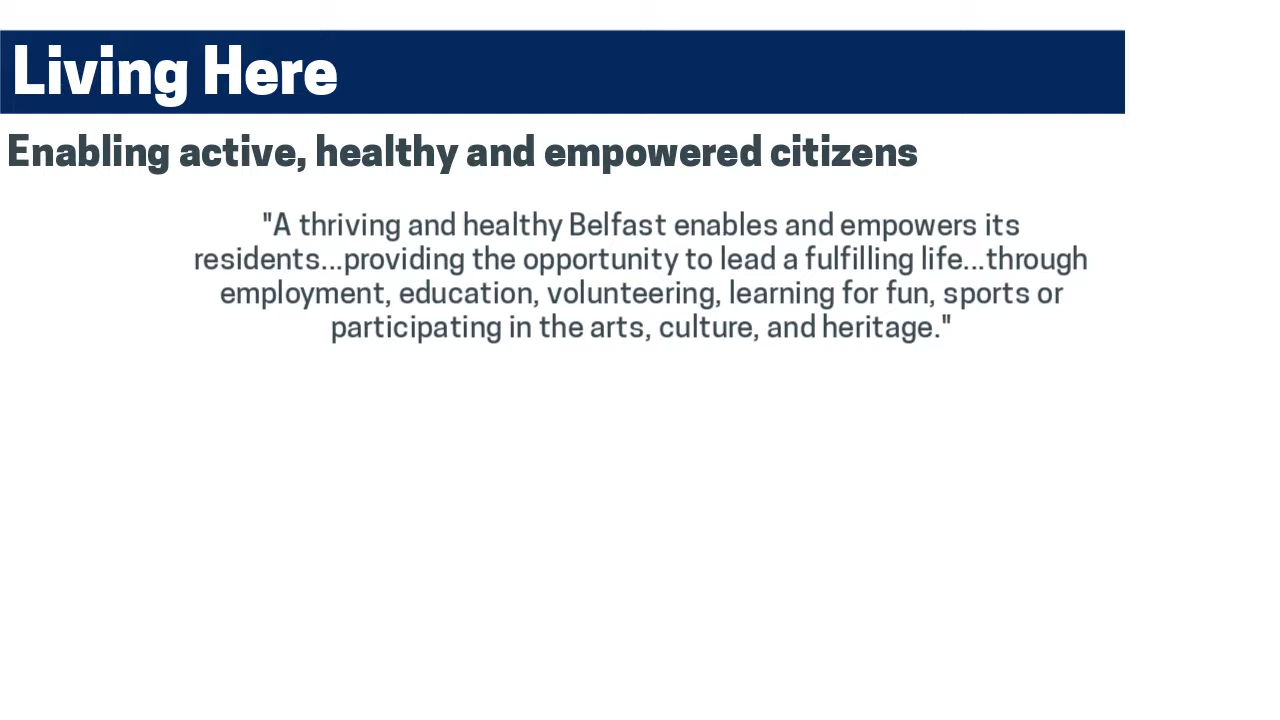 Living Here
Enabling active, healthy and empowered citizens
"A thriving and healthy Belfast enables and empowers its
residents...providing the opportunity to lead a fulfilling life...through
employment, education, volunteering, learning for fun, sports or
participating in the arts, culture, and heritage."